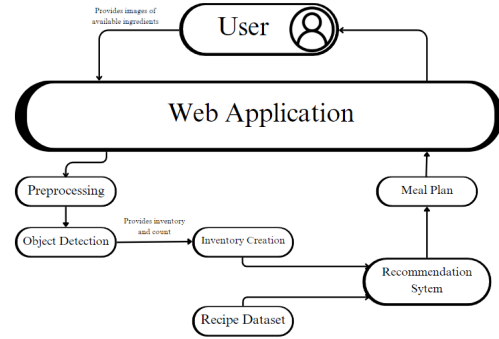 Provides images of
available ingredients
User
Web Application
Preprocessing
Meal Plan
Object Detection
Provides inventory
and count
Inventory Creation
Recommendation
Sytem
Recipe Dataset